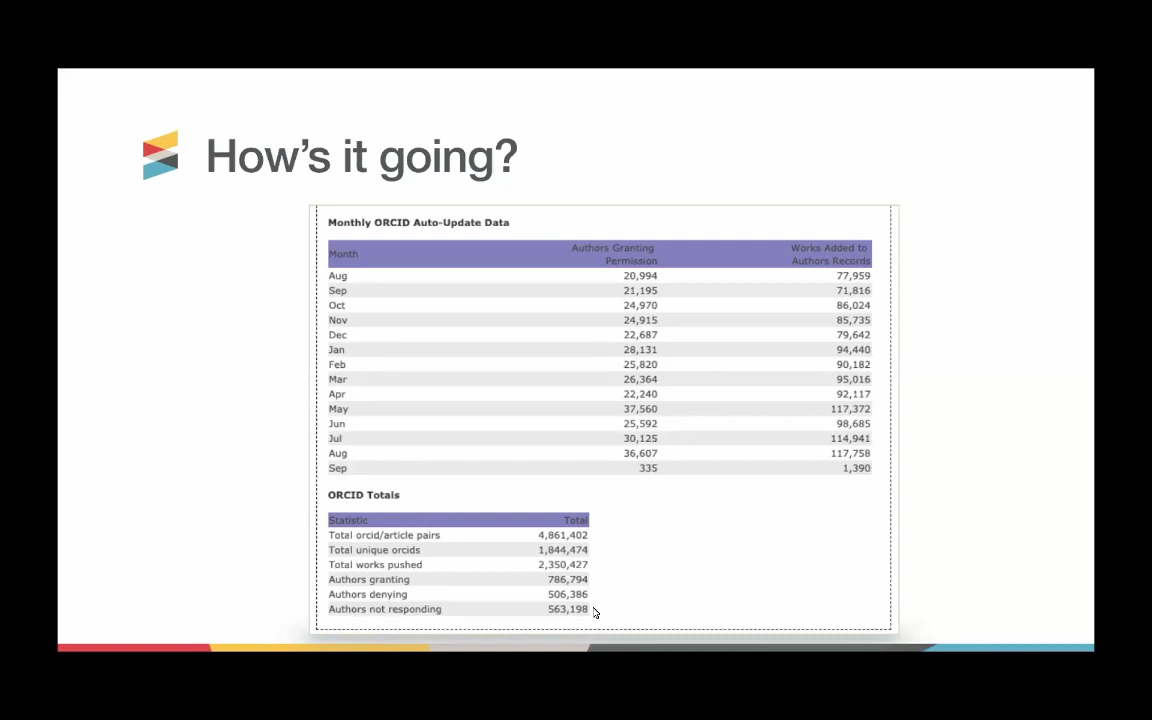 How's it going?
Monthly ORCID Auto-Update Data
Month Authors Granting Permission Works Added to Authors Records
Aug 20,994 77,959
Sep 21,195 71,816
Oct 24,970 86,024
Nov 24,915 85,735
Dec 22,687 79,642
Jan 28,131 94,440
Feb 25,820 90,182
Mar 26,364 95,016
Apr 22,240 92,117
May 37,560 117,372
Jun 25,592 98,685
Jul 30,125 114,941
Aug 36,607 117,758
Sep 335 1,390
ORCID Totals
Statistic Total
Total orcid/article pairs 4,861,402
Total unique orcids 1,844,474
Total works pushed 2,350,427
Authors granting 786,794
Authors denying 506,386
Authors not responding 563,198